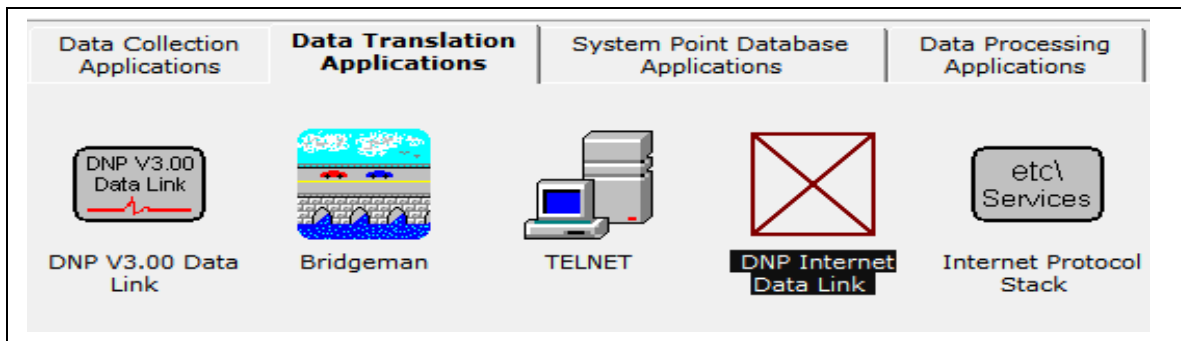 Data Collection Applications
Data Translation Applications
System Point Database Applications
Data Processing Applications
DNP V3.00
Data Link
etc\
Services
DNP V3.00 Data
Link
Bridgeman
TELNET
DNP Internet
Data Link
Internet Protocol
Stack